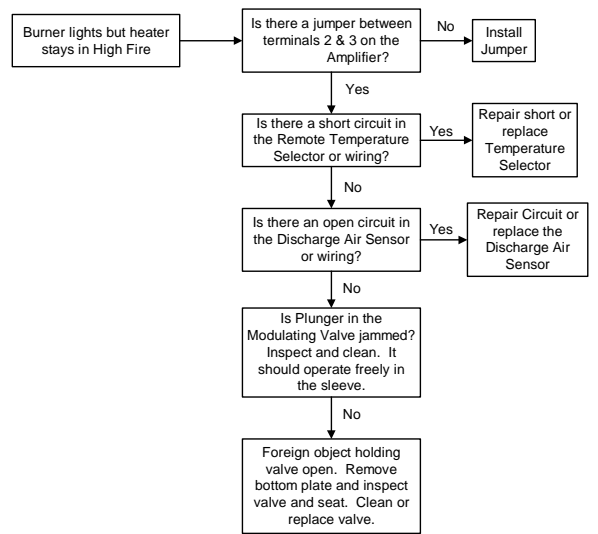 Burner lights but heater
stays in High Fire
Is there a jumper between
terminals 2 & 3 on the
Amplifier?
No
Install
Jumper
Yes
Is there a short circuit in
the Remote Temperature
Selector or wiring?
Yes
Repair short or
replace
Temperature
Selector
No
Is there an open circuit in
the Discharge Air Sensor
or wiring?
Yes
Repair Circuit or
replace the
Discharge Air
Sensor
No
Is Plunger in the
Modulating Valve jammed?
Inspect and clean. It
should operate freely in
the sleeve.
No
Foreign object holding
valve open. Remove
bottom plate and inspect
valve and seat. Clean or
replace valve.